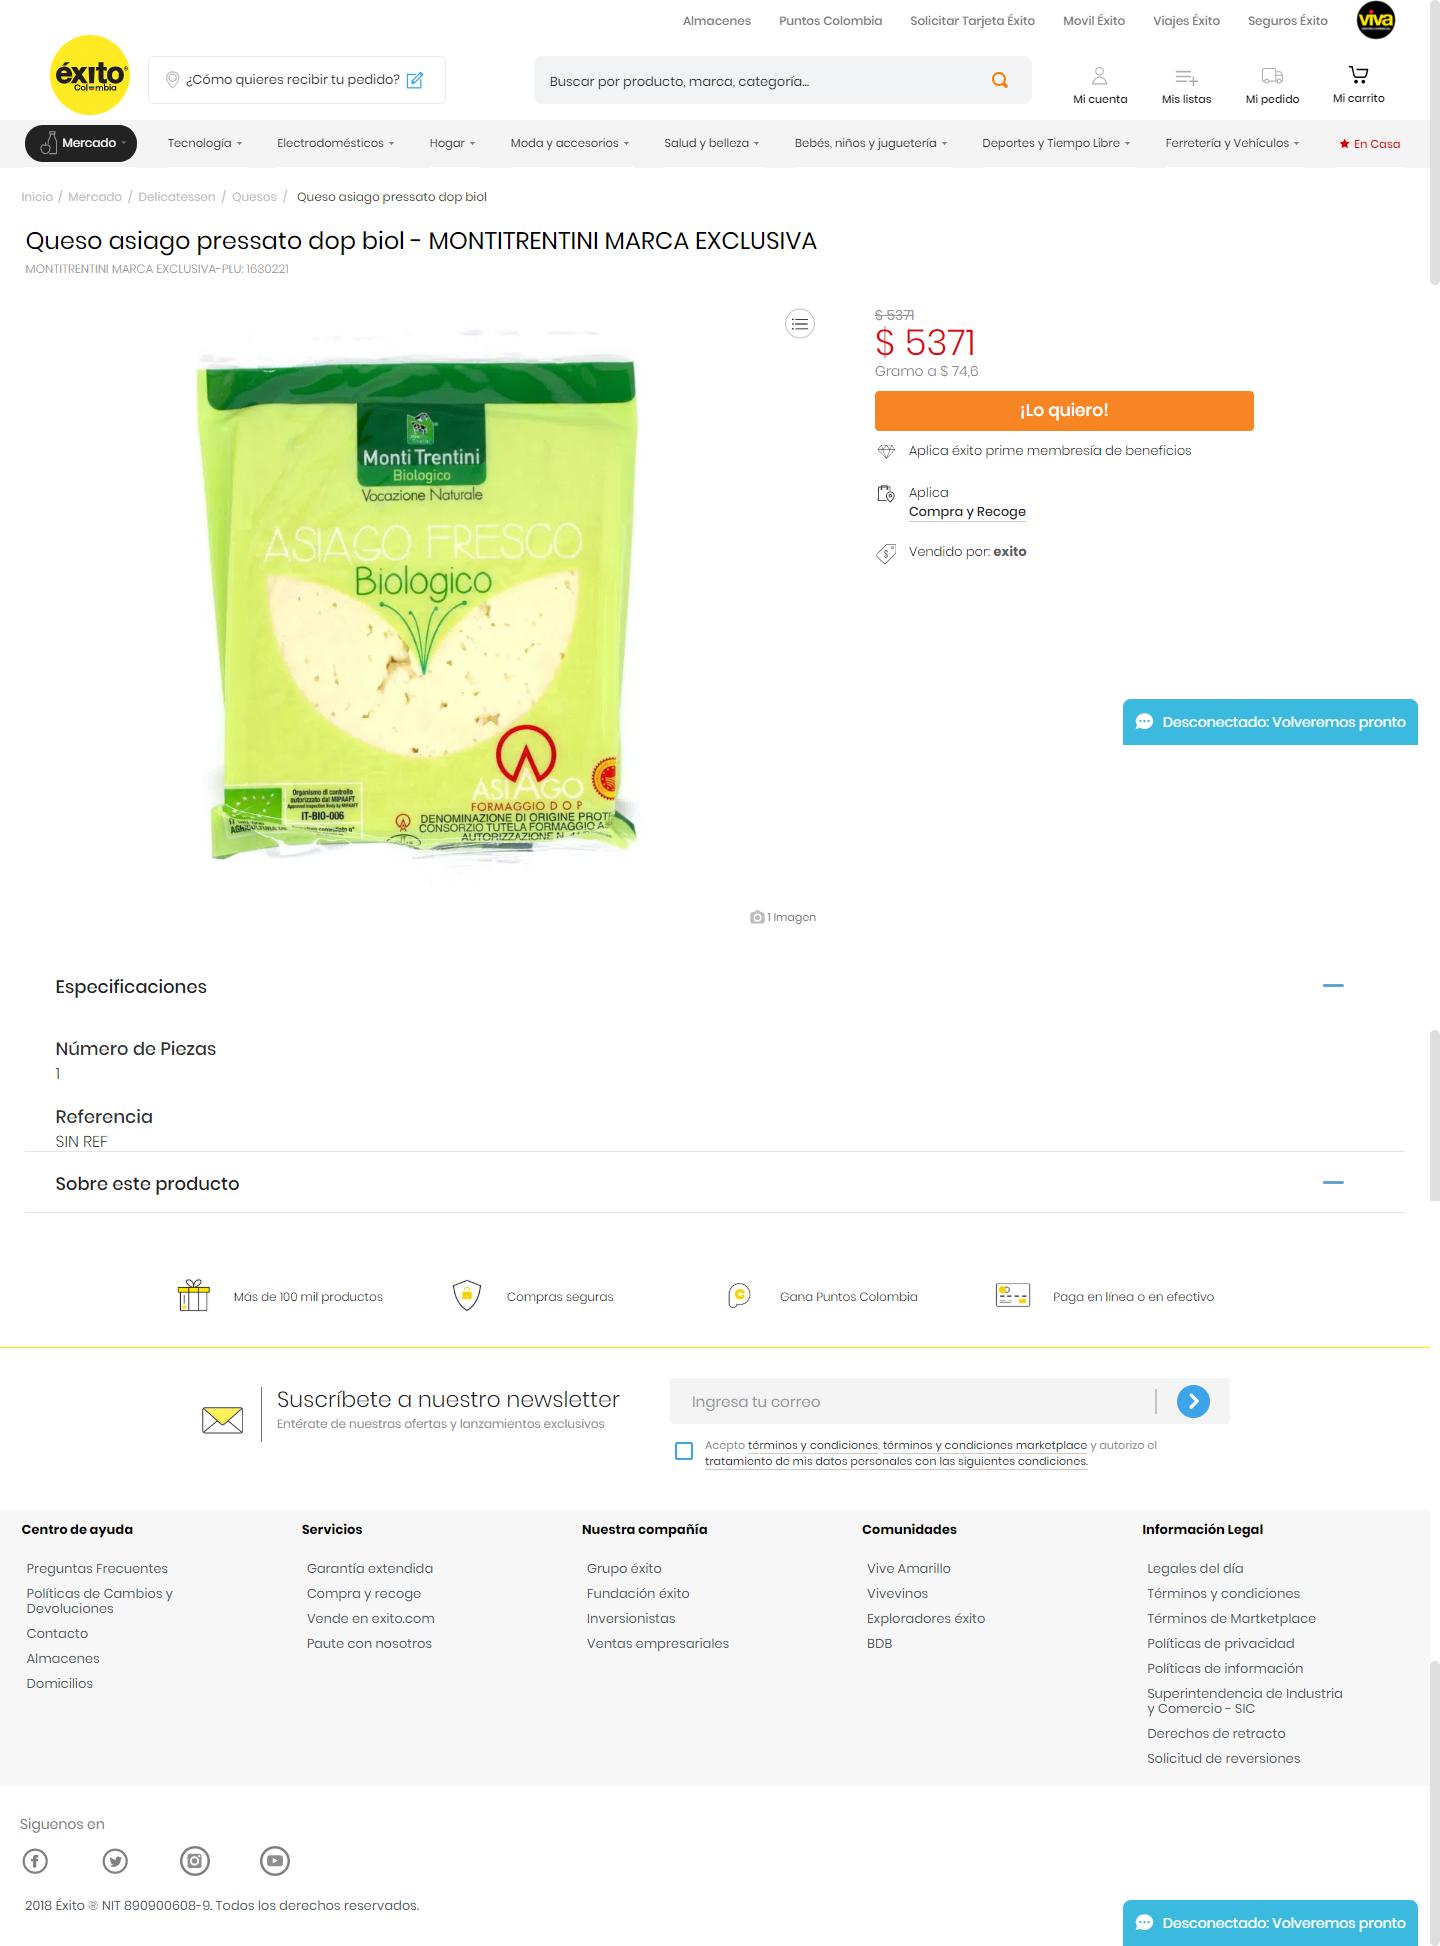 Almacenes Puntos Colombia Solicitar Tarjeta Éxito Movil Éxito Viajes Éxito Seguros Éxito viva
éxito
Colombia
¿Cómo quieres recibir tu pedido?
Buscar por producto, marca, categoría...
Mi cuenta Mis listas Mi pedido Mi carrito
Mercado Tecnología Electrodomésticos Hogar Moda y accesorios Salud y belleza Bebés, niños y juguetería Deportes y Tiempo Libre Ferretería y Vehículos En Casa
Inicio / Mercado / Delicatessen / Quesos / Queso asiago pressato dop biol
Queso asiago pressato dop biol - MONTITRENTINI MARCA EXCLUSIVA
MONTITRENTINI MARCA EXCLUSIVA-PLU: 1630221
Monti Trentini
Biologico
Vocazione Naturale
ASIAGO FRESCO
Biologico
ASIAGO
FORMAGGIO D O P
DENOMINAZIONE DI ORIGINE PROT
CONSORZIO TUTELA FORMAGGIO
AUTORIZZAZIONE N.
Organismo di controllo
autorizzato dal MIPAAFT
Approved Inspection Body by MIPAAFT
IT-BIO-006
$ 5371
$ 5371
Gramo a $ 74,6
¡Lo quiero!
Aplica éxito prime membresía de beneficios
Aplica
Compra y Recoge
Vendido por: exito
Desconectado: Volveremos pronto
1 Imagen
Especificaciones
Número de Piezas
1
Referencia
SIN REF
Sobre este producto
Más de 100 mil productos Compras seguras Gana Puntos Colombia Paga en línea o en efectivo
Suscríbete a nuestro newsletter
Entérate de nuestras ofertas y lanzamientos exclusivos
Ingresa tu correo
Acepto términos y condiciones, términos y condiciones marketplace y autorizo el
tratamiento de mis datos personales con las siguientes condiciones.
Centro de ayuda
Preguntas Frecuentes
Políticas de Cambios y
Devoluciones
Contacto
Almacenes
Domicilios
Servicios
Garantía extendida
Compra y recoge
Vende en exito.com
Paute con nosotros
Nuestra compañía
Grupo éxito
Fundación éxito
Inversionistas
Ventas empresariales
Comunidades
Vive Amarillo
Vivevinos
Exploradores éxito
BDB
Información Legal
Legales del día
Términos y condiciones
Términos de Martketplace
Políticas de privacidad
Políticas de información
Superintendencia de Industria
y Comercio - SIC
Derechos de retracto
Solicitud de reversiones
Siguenos en
2018 Éxito ® NIT 890900608-9. Todos los derechos reservados.
Desconectado: Volveremos pronto